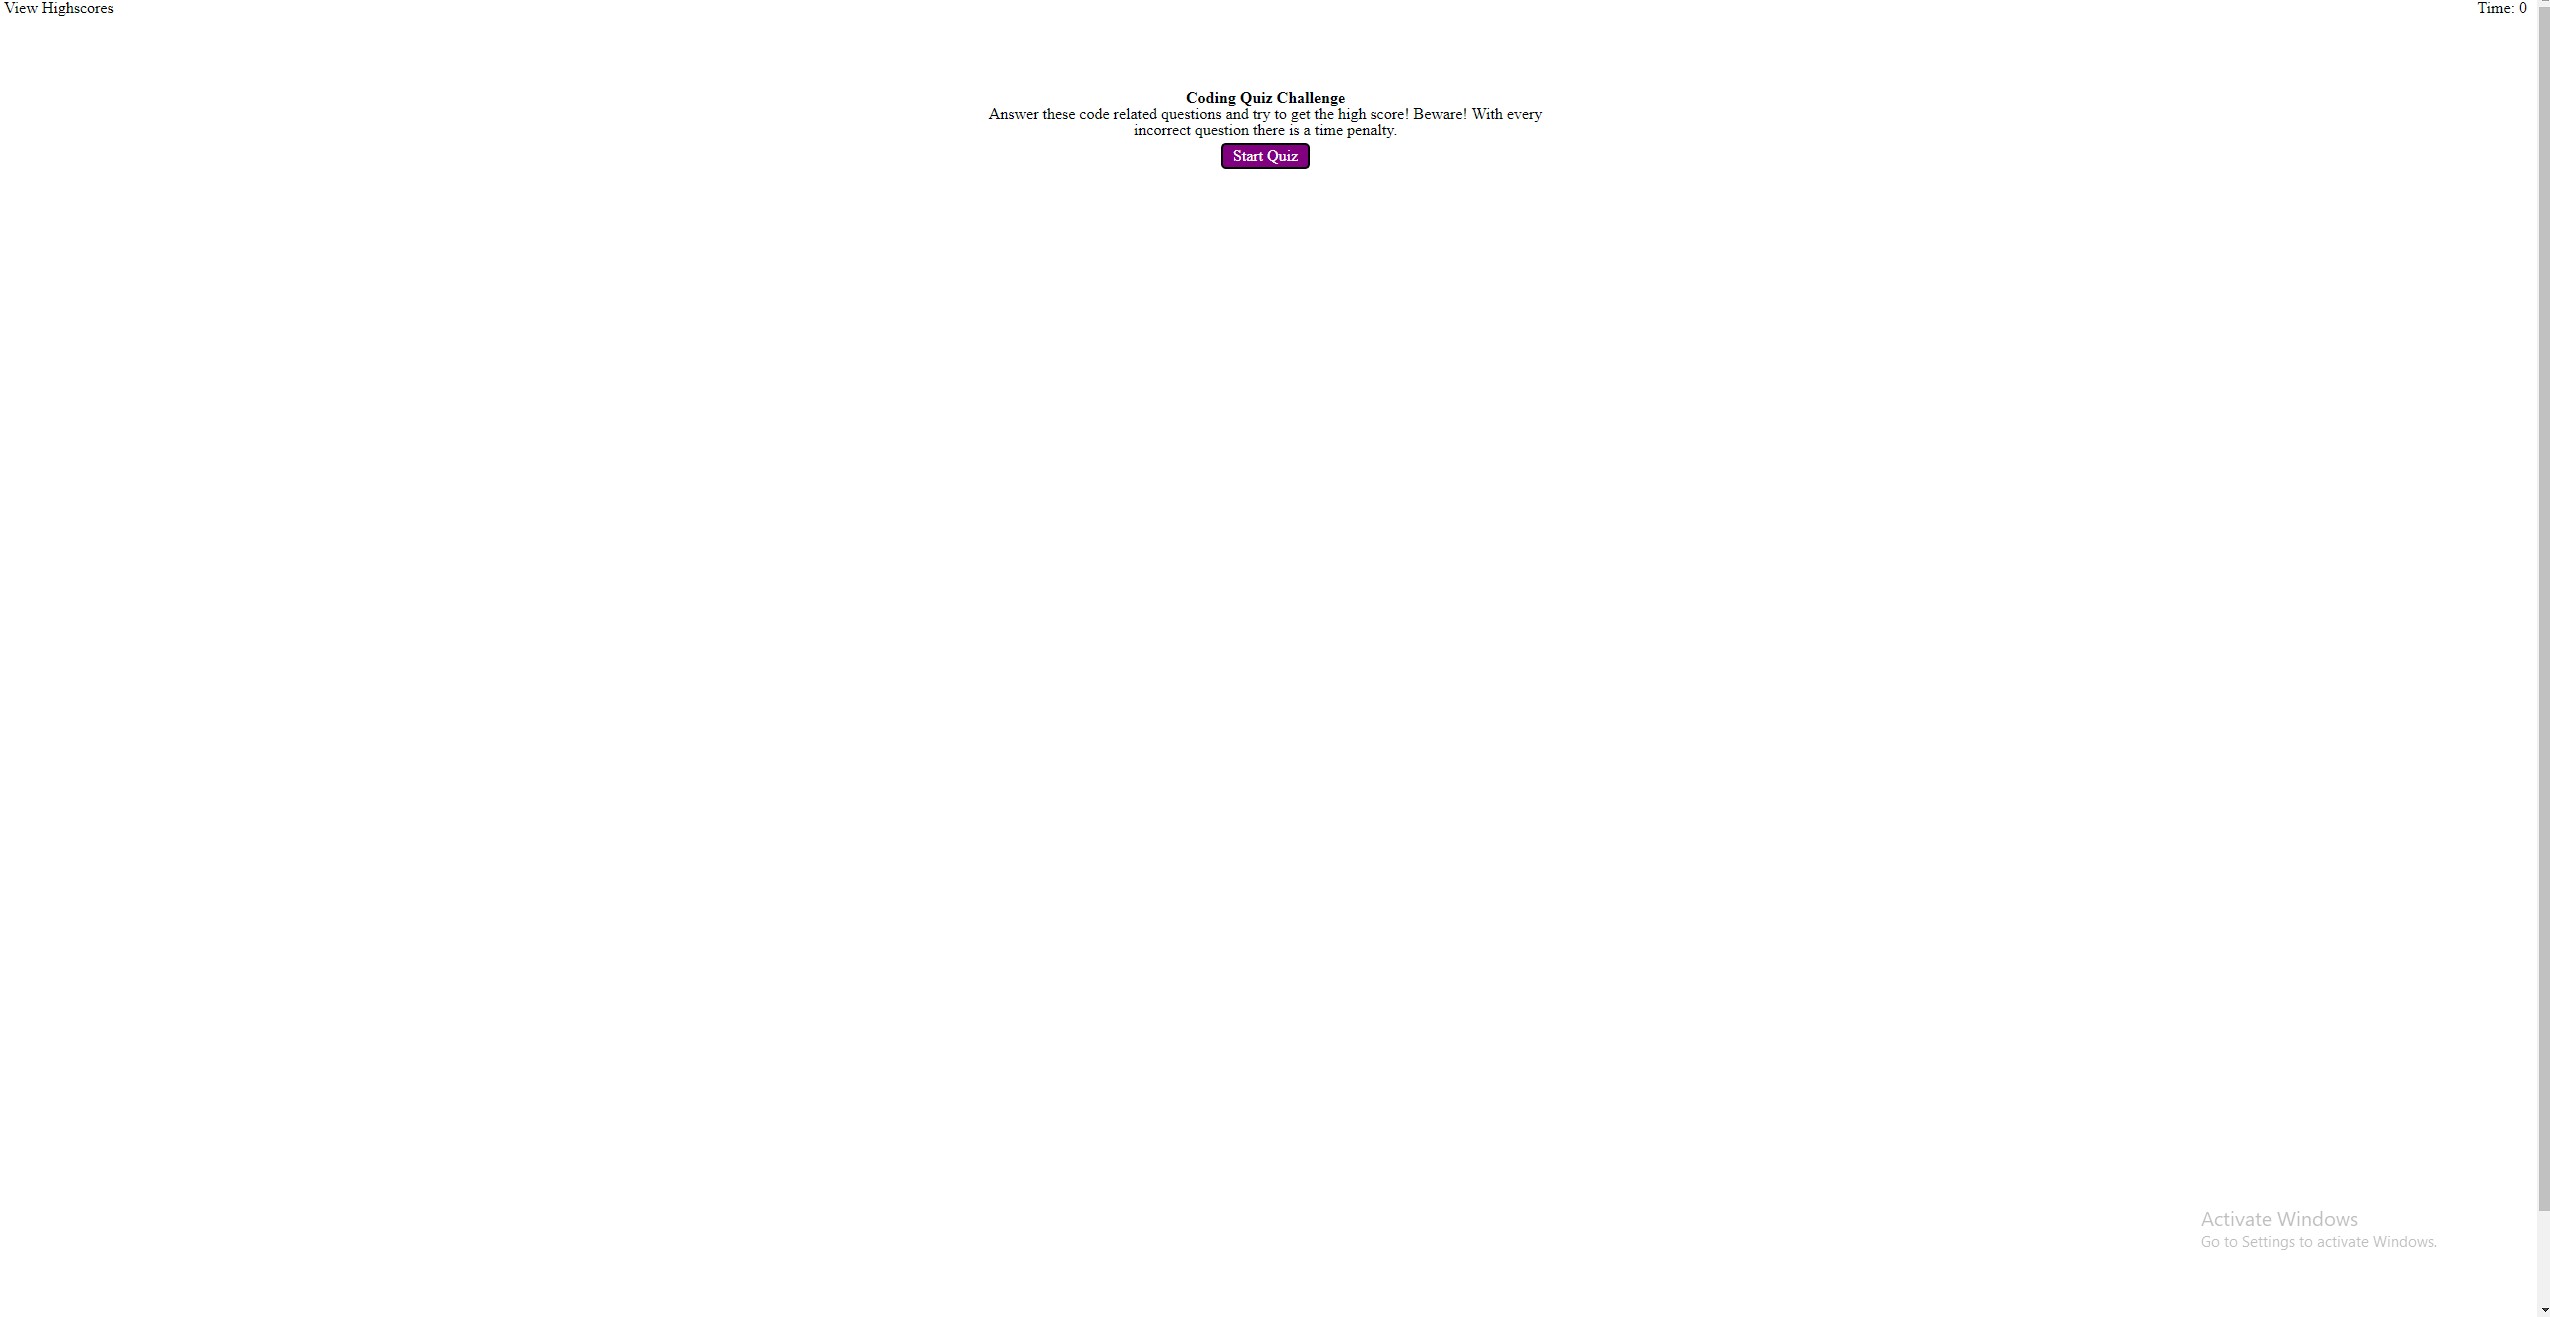 View Highscores
Time: 0
Coding Quiz Challenge
Answer these code related questions and try to get the high score! Beware! With every
incorrect question there is a time penalty.
Start Quiz
Activate Windows
Go to Settings to activate Windows.